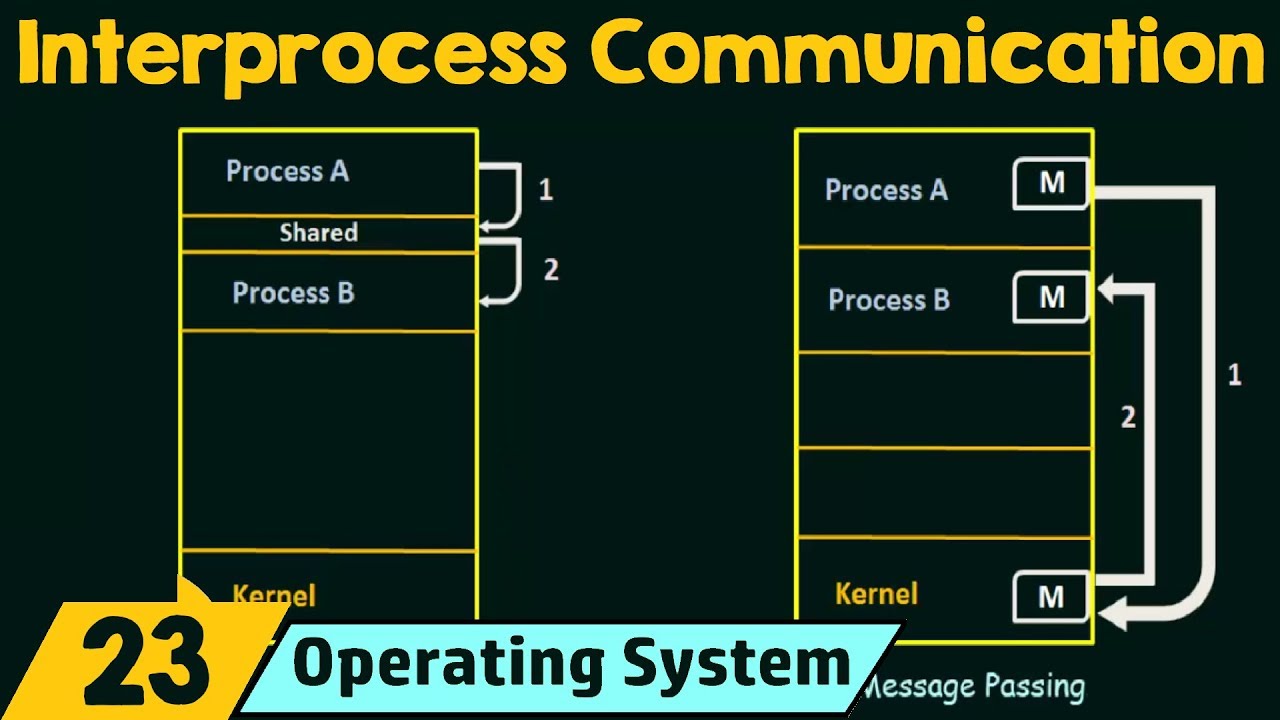 Interprocess Communication
Process A
1
Shared
2
Process B
Kernel
Process A
M
Process B
M
1
2
Kernel
M
23
Operating System
Message Passing